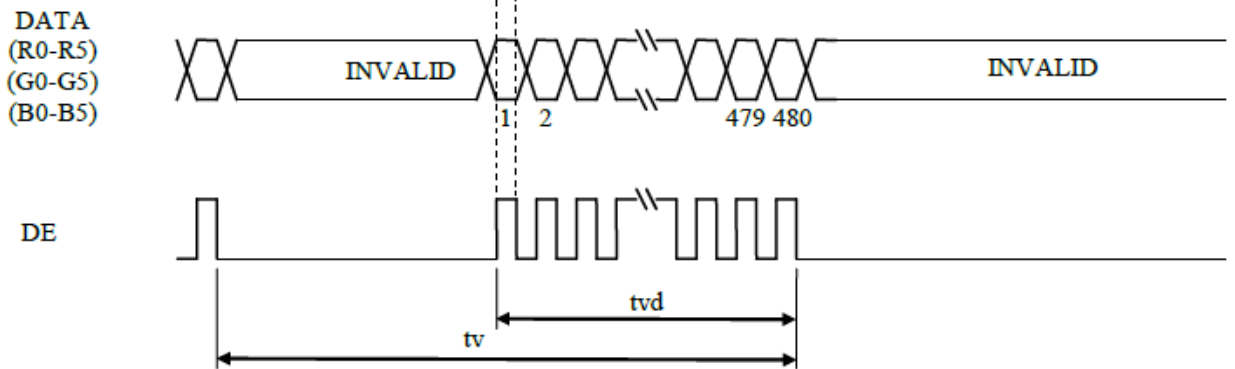 DATA
(R0-R5)
(G0-G5)
(B0-B5)
INVALID
INVALID
1 2 479 480
DE
tvd
tv